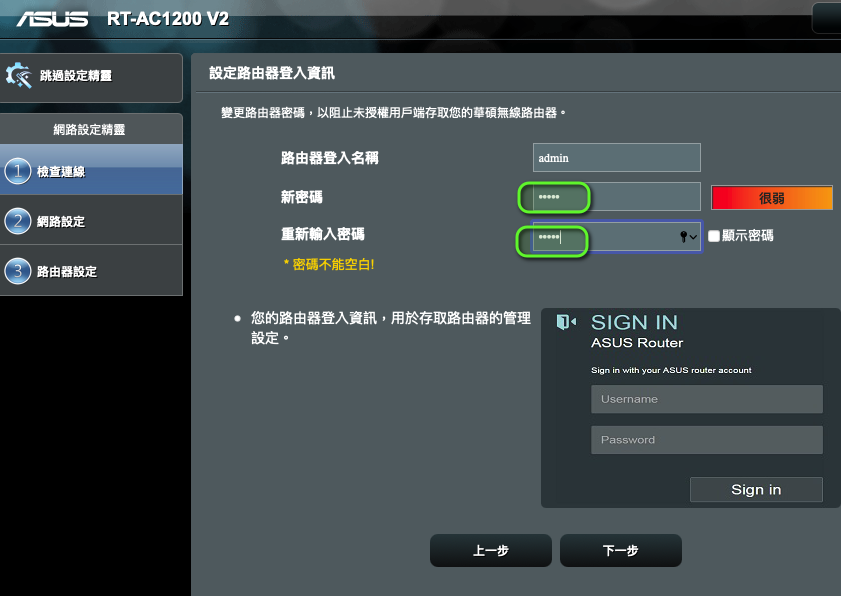 ASUS RT-AC1200 V2
跳過設定精靈
網路設定精靈
1 檢查連線
2 網路設定
3 路由器設定
設定路由器登入資訊
變更路由器密碼，以阻止未授權用戶端存取您的華碩無線路由器。
路由器登入名稱 admin
新密碼 ••••• 很弱
重新輸入密碼 ••••• 顯示密碼
* 密碼不能空白!
• 您的路由器登入資訊，用於存取路由器的管理
設定。
SIGN IN
ASUS Router
Sign in with your ASUS router account
Username
Password
Sign in
上一步 下一步